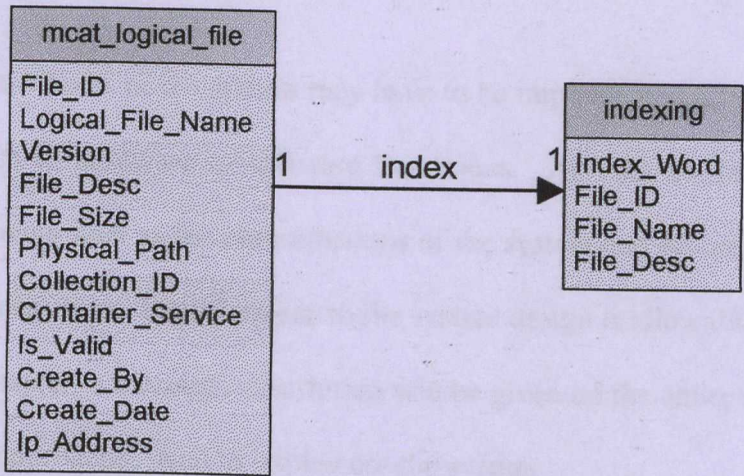 mcat_logical_file
File_ID
Logical_File_Name
Version
File_Desc
File_Size
Physical_Path
Collection_ID
Container_Service
Is_Valid
Create_By
Create_Date
Ip_Address
1 index 1
indexing
Index_Word
File_ID
File_Name
File_Desc